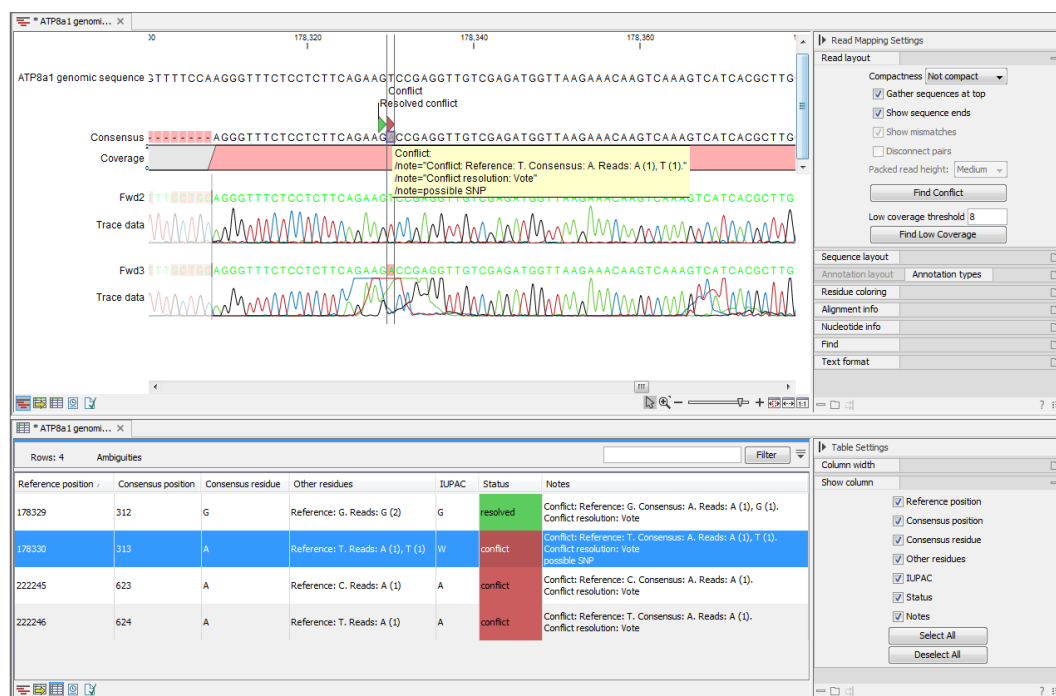 * ATP8a1 genomi...
178,320
178,340
178,360
ATP8a1 genomic sequence GTTTTCCAAGGGTTTCTCCTCTTCAGAAGTCCGAGGTTGTCGAGATGGTTAAGAAACAAGTCAAAGTCATCACGCTTG
Conflict
Resolved conflict
Consensus - - - - - - - - AGGGTTTCTCCTCTTCAGAAGACCGAGGTTGTCGAGATGGTTAAGAAACAAGTCAAAGTCATCACGCTTG
Coverage
Conflict:
/note="Conflict: Reference: T. Consensus: A. Reads: A (1), T (1)."
/note="Conflict resolution: Vote"
/note=possible SNP
Fwd2 AGGGTTTCTCCTCTTCAGAAGTCCGAGGTTGTCGAGATGGTTAAGAAACAAGTCAAAGTCATCACGCTTG
Trace data
Fwd3 AGGGTTTCTCCTCTTCAGAAGACCGAGGTTGTCGAGATGGTTAAGAAACAAGTCAAAGTCATCACGCTTG
Trace data
Read Mapping Settings
Read layout
Compactness Not compact
Gather sequences at top
Show sequence ends
Show mismatches
Disconnect pairs
Packed read height: Medium
Find Conflict
Low coverage threshold 8
Find Low Coverage
Sequence layout
Annotation layout Annotation types
Residue coloring
Alignment info
Nucleotide info
Find
Text format
1:1
?
* ATP8a1 genomi...
Rows: 4 Ambiguities Filter
Reference position Consensus position Consensus residue Other residues IUPAC Status Notes
178329 312 G Reference: G. Reads: G (2) G resolved Conflict: Reference: G. Consensus: A. Reads: A (1), G (1).
Conflict resolution: Vote
178330 313 A Reference: T. Reads: A (1), T (1) W conflict Conflict: Reference: T. Consensus: A. Reads: A (1), T (1).
Conflict resolution: Vote
possible SNP
222245 623 A Reference: C. Reads: A (1) A conflict Conflict: Reference: C. Consensus: A. Reads: A (1).
Conflict resolution: Vote
222246 624 A Reference: T. Reads: A (1) A conflict Conflict: Reference: T. Consensus: A. Reads: A (1).
Conflict resolution: Vote
Table Settings
Column width
Show column
Reference position
Consensus position
Consensus residue
Other residues
IUPAC
Status
Notes
Select All
Deselect All
?